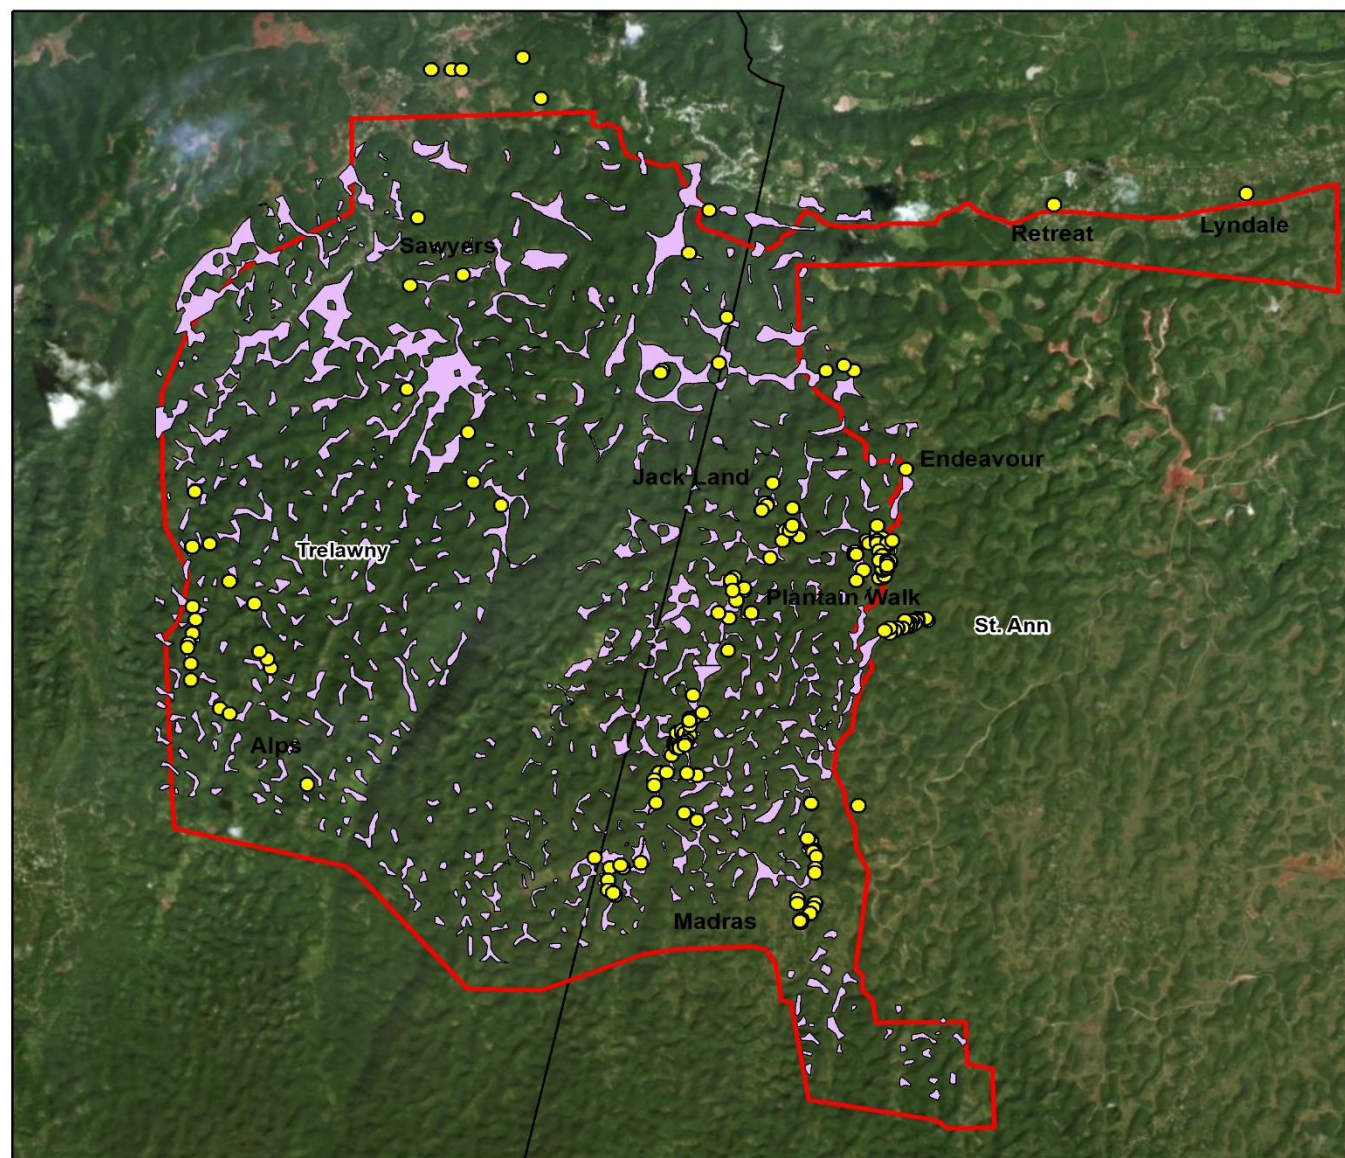 Sawyers
Retreat
Lyndale
Jack Land
Endeavour
Trelawny
Plantain Walk
St. Ann
Alps
Madras